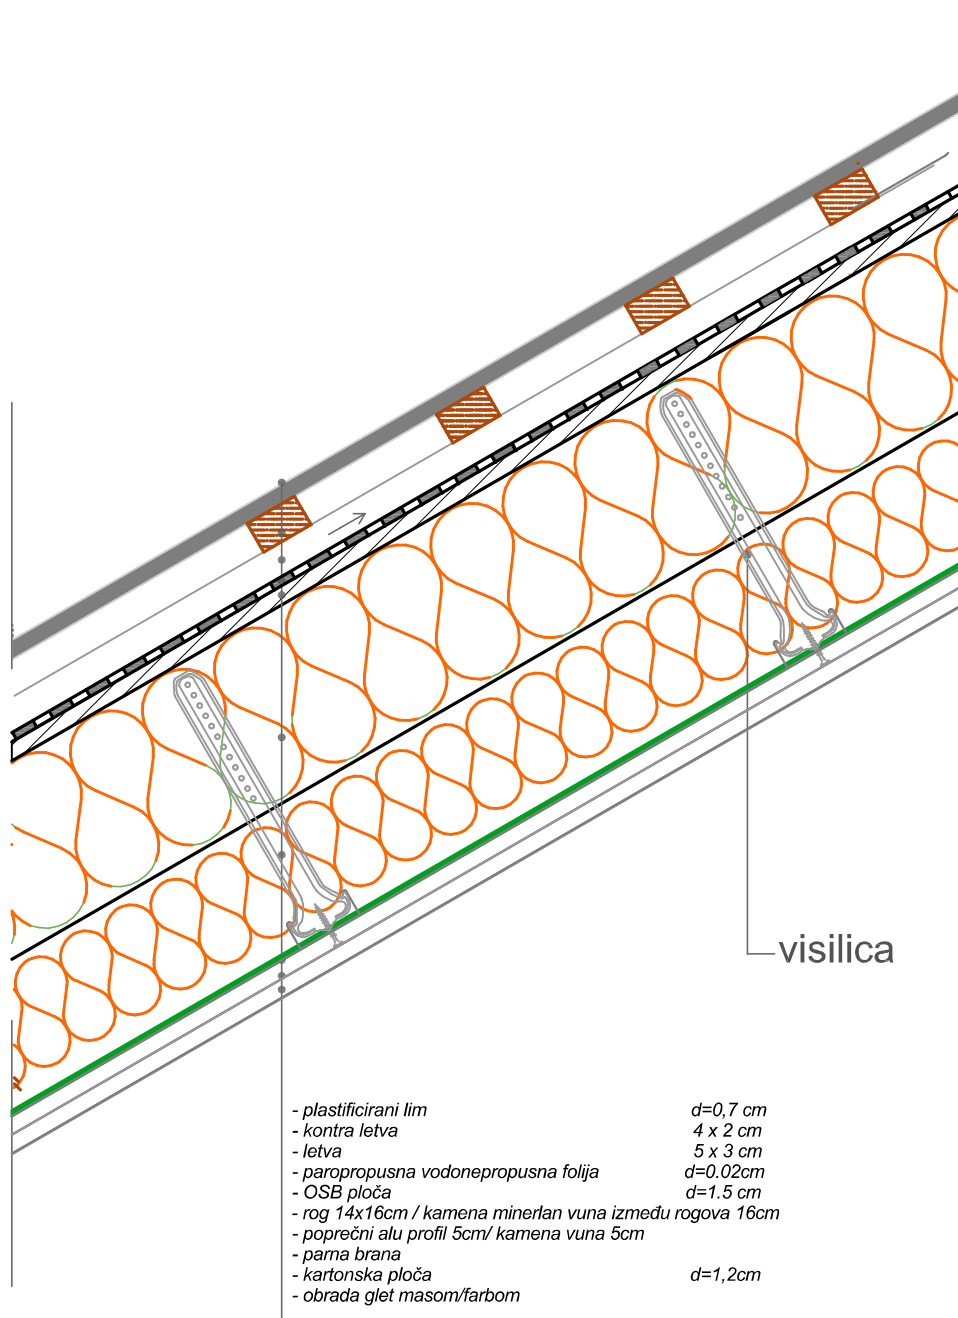 visilica
- plastificirani lim d=0,7 cm
- kontra letva 4 x 2 cm
- letva 5 x 3 cm
- paropropusna vodonepropusna folija d=0.02cm
- OSB ploča d=1.5 cm
- rog 14x16cm / kamena minerlan vuna između rogova 16cm
- poprečni alu profil 5cm/ kamena vuna 5cm
- parna brana
- kartonska ploča d=1,2cm
- obrada glet masom/farbom